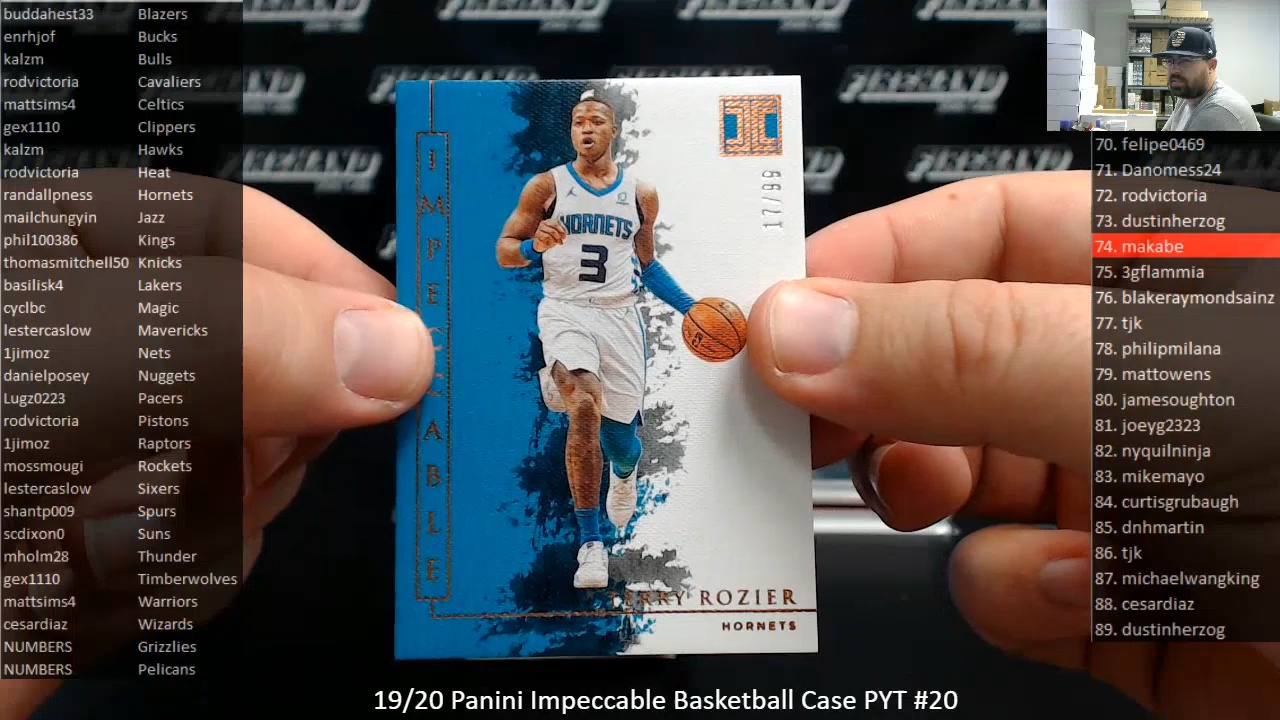 buddahest33 Blazers
enrhjof Bucks
kalzm Bulls
rodvictoria Cavaliers
mattsims4 Celtics
gex1110 Clippers
kalzm Hawks
rodvictoria Heat
randallpness Hornets
mailchungyin Jazz
phil100386 Kings
thomasmitchell50 Knicks
basilisk4 Lakers
cyclbc Magic
lestercaslow Mavericks
1jimoz Nets
danielposey Nuggets
Lugz0223 Pacers
rodvictoria Pistons
1jimoz Raptors
mossmougi Rockets
lestercaslow Sixers
shantp009 Spurs
scdixon0 Suns
mholm28 Thunder
gex1110 Timberwolves
mattsims4 Warriors
cesardiaz Wizards
NUMBERS Grizzlies
NUMBERS Pelicans
IMPECCABLE
17/99
HORNETS
3
TERRY ROZIER
HORNETS
70. felipe0469
71. Danomess24
72. rodvictoria
73. dustinherzog
74. makabe
75. 3gflammia
76. blakeraymondsainz
77. tjk
78. philipmilana
79. mattowens
80. jamesoughton
81. joeyg2323
82. nyquilninja
83. mikemayo
84. curtisgrubaugh
85. dnhmartin
86. tjk
87. michaelwangking
88. cesardiaz
89. dustinherzog
19/20 Panini Impeccable Basketball Case PYT #20